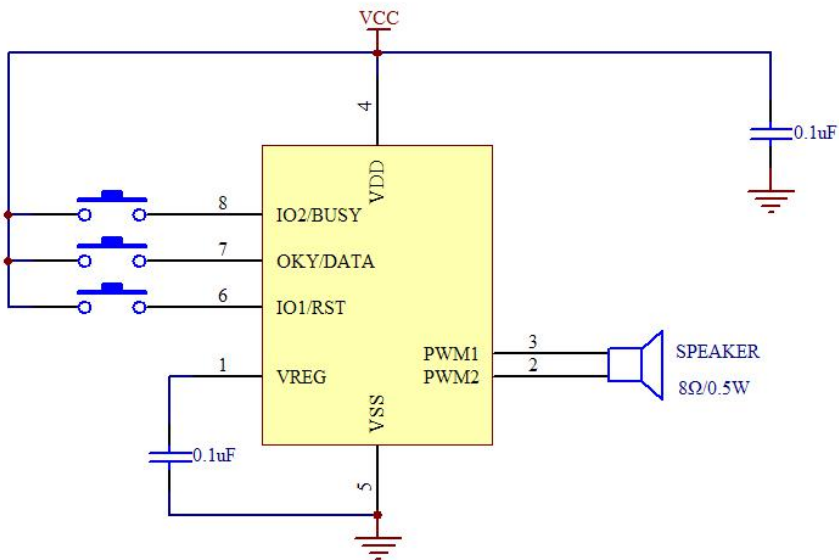 VCC
4
VDD
0.1uF
8
IO2/BUSY
7
OKY/DATA
6
IO1/RST
1
VREG
PWM1
3
PWM2
2
SPEAKER
8Ω/0.5W
VSS
5
0.1uF